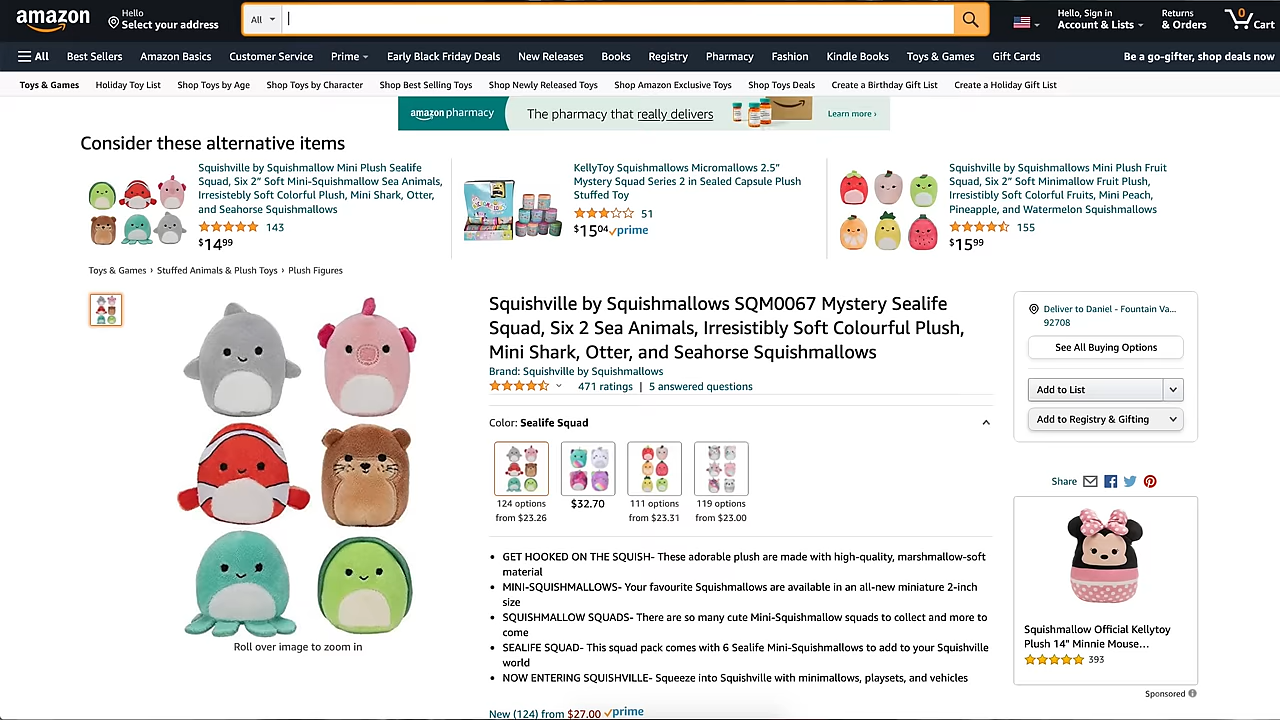 amazon
Hello
Select your address
All
Hello, Sign in
Account & Lists
Returns
& Orders
0
Cart
All
Best Sellers
Amazon Basics
Customer Service
Prime
Early Black Friday Deals
New Releases
Books
Registry
Pharmacy
Fashion
Kindle Books
Toys & Games
Gift Cards
Be a go-gifter, shop deals now
Toys & Games
Holiday Toy List
Shop Toys by Age
Shop Toys by Character
Shop Best Selling Toys
Shop Newly Released Toys
Shop Amazon Exclusive Toys
Shop Toys Deals
Create a Birthday Gift List
Create a Holiday Gift List
amazon pharmacy
The pharmacy that really delivers
Learn more ›
Consider these alternative items
Squishville by Squishmallow Mini Plush Sealife
Squad, Six 2” Soft Mini-Squishmallow Sea Animals,
Irresistebly Soft Colorful Plush, Mini Shark, Otter,
and Seahorse Squishmallows
143
$14⁹⁹
KellyToy Squishmallows Micromallows 2.5”
Mystery Squad Series 2 in Sealed Capsule Plush
Stuffed Toy
51
$15⁰⁴ prime
Squishville by Squishmallows Mini Plush Fruit
Squad, Six 2” Soft Minimallow Fruit Plush,
Irresistibly Soft Colorful Fruits, Mini Peach,
Pineapple, and Watermelon Squishmallows
155
$15⁹⁹
Toys & Games › Stuffed Animals & Plush Toys › Plush Figures
Roll over image to zoom in
Squishville by Squishmallows SQM0067 Mystery Sealife
Squad, Six 2 Sea Animals, Irresistibly Soft Colourful Plush,
Mini Shark, Otter, and Seahorse Squishmallows
Brand: Squishville by Squishmallows
471 ratings | 5 answered questions
Color: Sealife Squad
124 options
from $23.26
$32.70
111 options
from $23.31
119 options
from $23.00
• GET HOOKED ON THE SQUISH- These adorable plush are made with high-quality, marshmallow-soft
material
• MINI-SQUISHMALLOWS- Your favourite Squishmallows are available in an all-new miniature 2-inch
size
• SQUISHMALLOW SQUADS- There are so many cute Mini-Squishmallow squads to collect and more to
come
• SEALIFE SQUAD- This squad pack comes with 6 Sealife Mini-Squishmallows to add to your Squishville
world
• NOW ENTERING SQUISHVILLE- Squeeze into Squishville with minimallows, playsets, and vehicles
New (124) from $27.00 prime
Deliver to Daniel - Fountain Va...
92708
See All Buying Options
Add to List
Add to Registry & Gifting
Share
Squishmallow Official Kellytoy
Plush 14" Minnie Mouse...
393
Sponsored